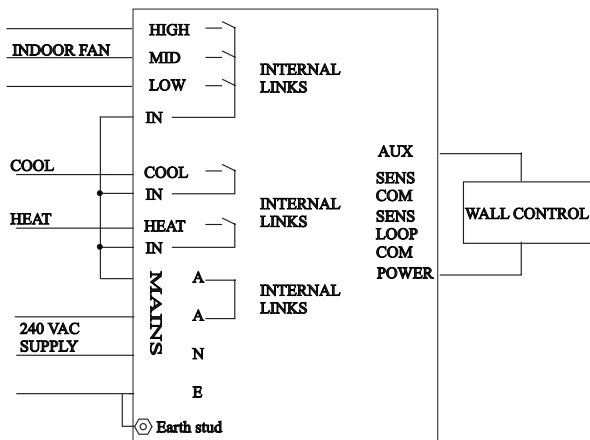 HIGH
INDOOR FAN
MID
LOW
INTERNAL
LINKS
IN
COOL
COOL
IN
HEAT
HEAT
IN
INTERNAL
LINKS
MAINS
A
A
N
E
INTERNAL
LINKS
240 VAC
SUPPLY
Earth stud
AUX
SENS
COM
SENS
LOOP
COM
POWER
WALL CONTROL